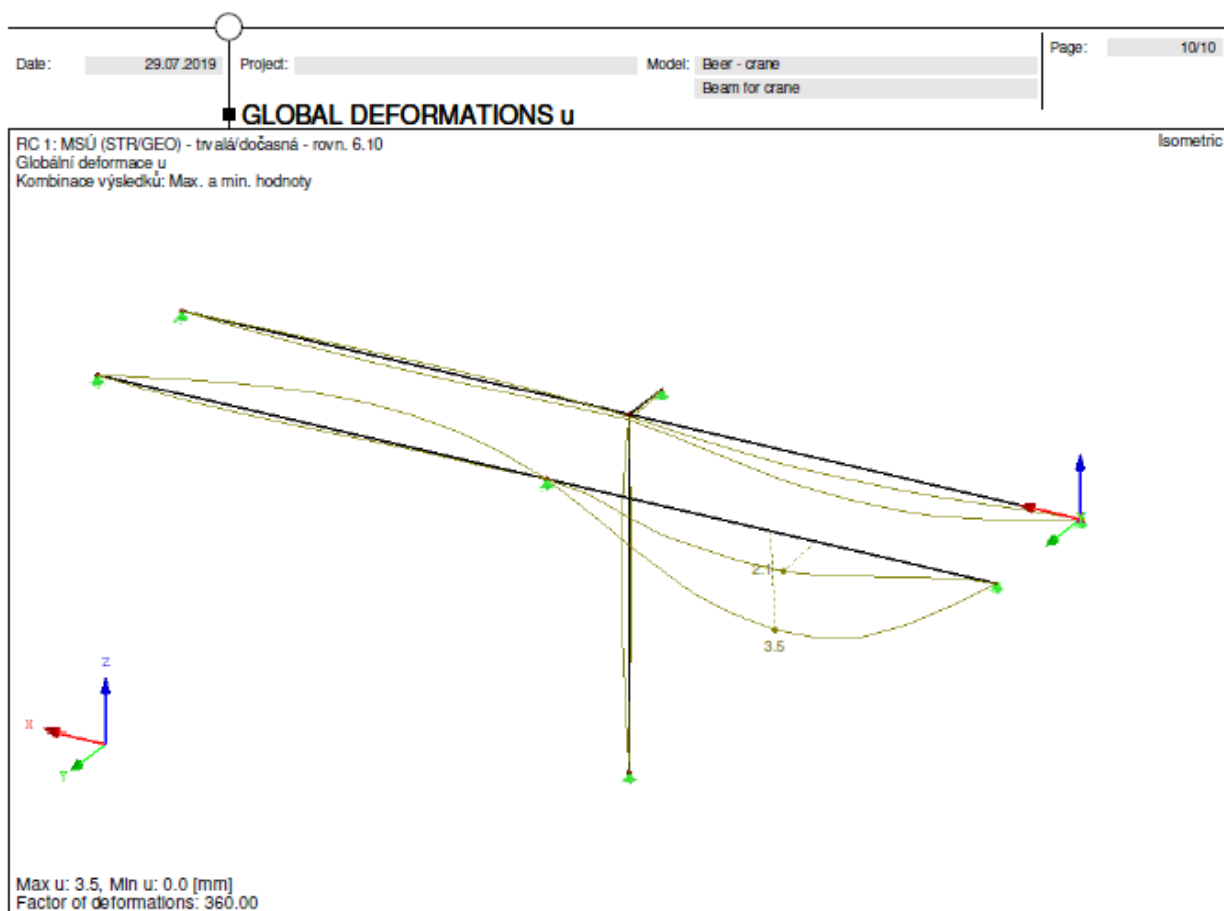 Date: 29.07.2019 Project: Model: Beer - crane Page: 10/10
Beam for crane
GLOBAL DEFORMATIONS u
RC 1: MSÚ (STR/GEO) - trvalá/dočasná - rovn. 6.10 Isometric
Globální deformace u
Kombinace výsledků: Max. a min. hodnoty
2.1
3.5
Z
X
Y
Max u: 3.5, Min u: 0.0 [mm]
Factor of deformations: 360.00